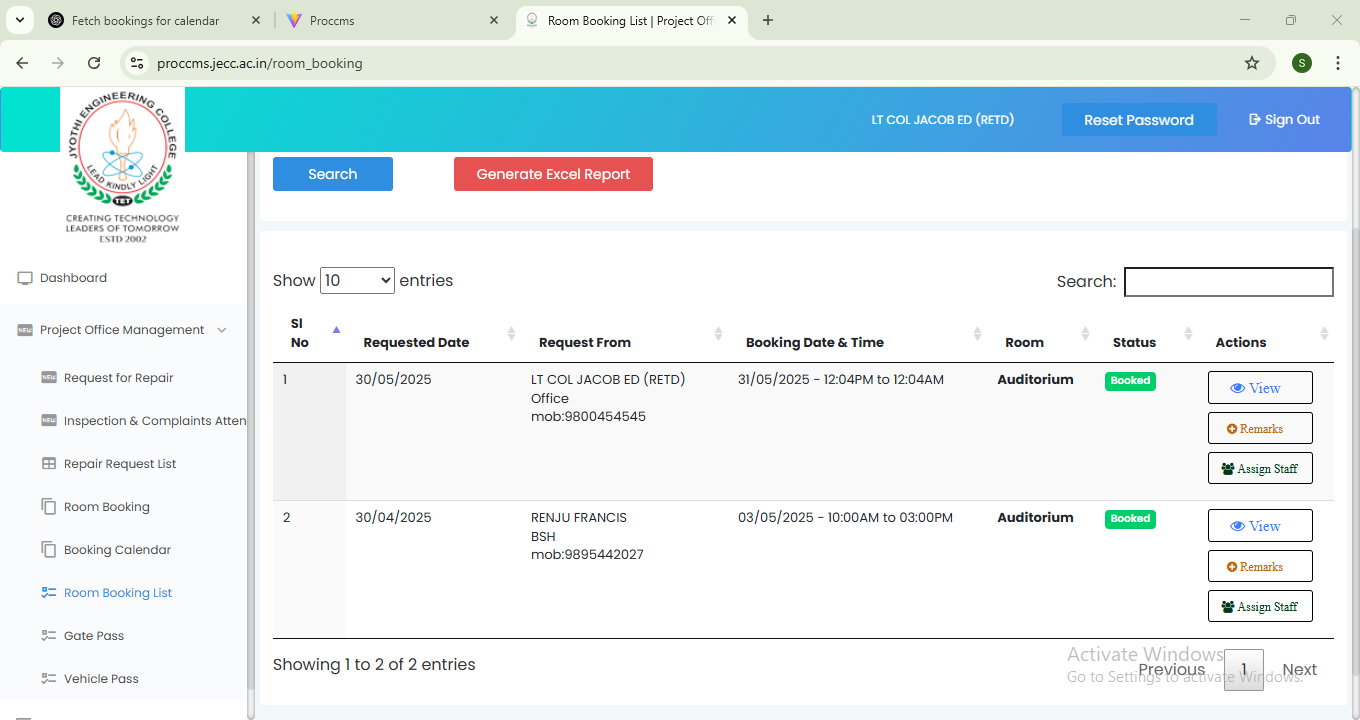 Fetch bookings for calendar
Proccms
Room Booking List | Project Offi
proccms.jecc.ac.in/room_booking
S
JYOTHI ENGINEERING COLLEGE
LEAD KINDLY LIGHT
TET
CREATING TECHNOLOGY
LEADERS OF TOMORROW
ESTD 2002
LT COL JACOB ED (RETD)
Reset Password
Sign Out
Dashboard
NEW Project Office Management
NEW Request for Repair
NEW Inspection & Complaints Atten
Repair Request List
Room Booking
Booking Calendar
Room Booking List
Gate Pass
Vehicle Pass
Search
Generate Excel Report
Show 10 entries
Search:
Sl No Requested Date Request From Booking Date & Time Room Status Actions
1 30/05/2025 LT COL JACOB ED (RETD) 31/05/2025 - 12:04PM to 12:04AM Auditorium Booked View
Office
mob:9800454545
Remarks
Assign Staff
2 30/04/2025 RENJU FRANCIS 03/05/2025 - 10:00AM to 03:00PM Auditorium Booked View
BSH
mob:9895442027
Remarks
Assign Staff
Showing 1 to 2 of 2 entries
Previous 1 Next
Activate Windows
Go to Settings to activate Windows.